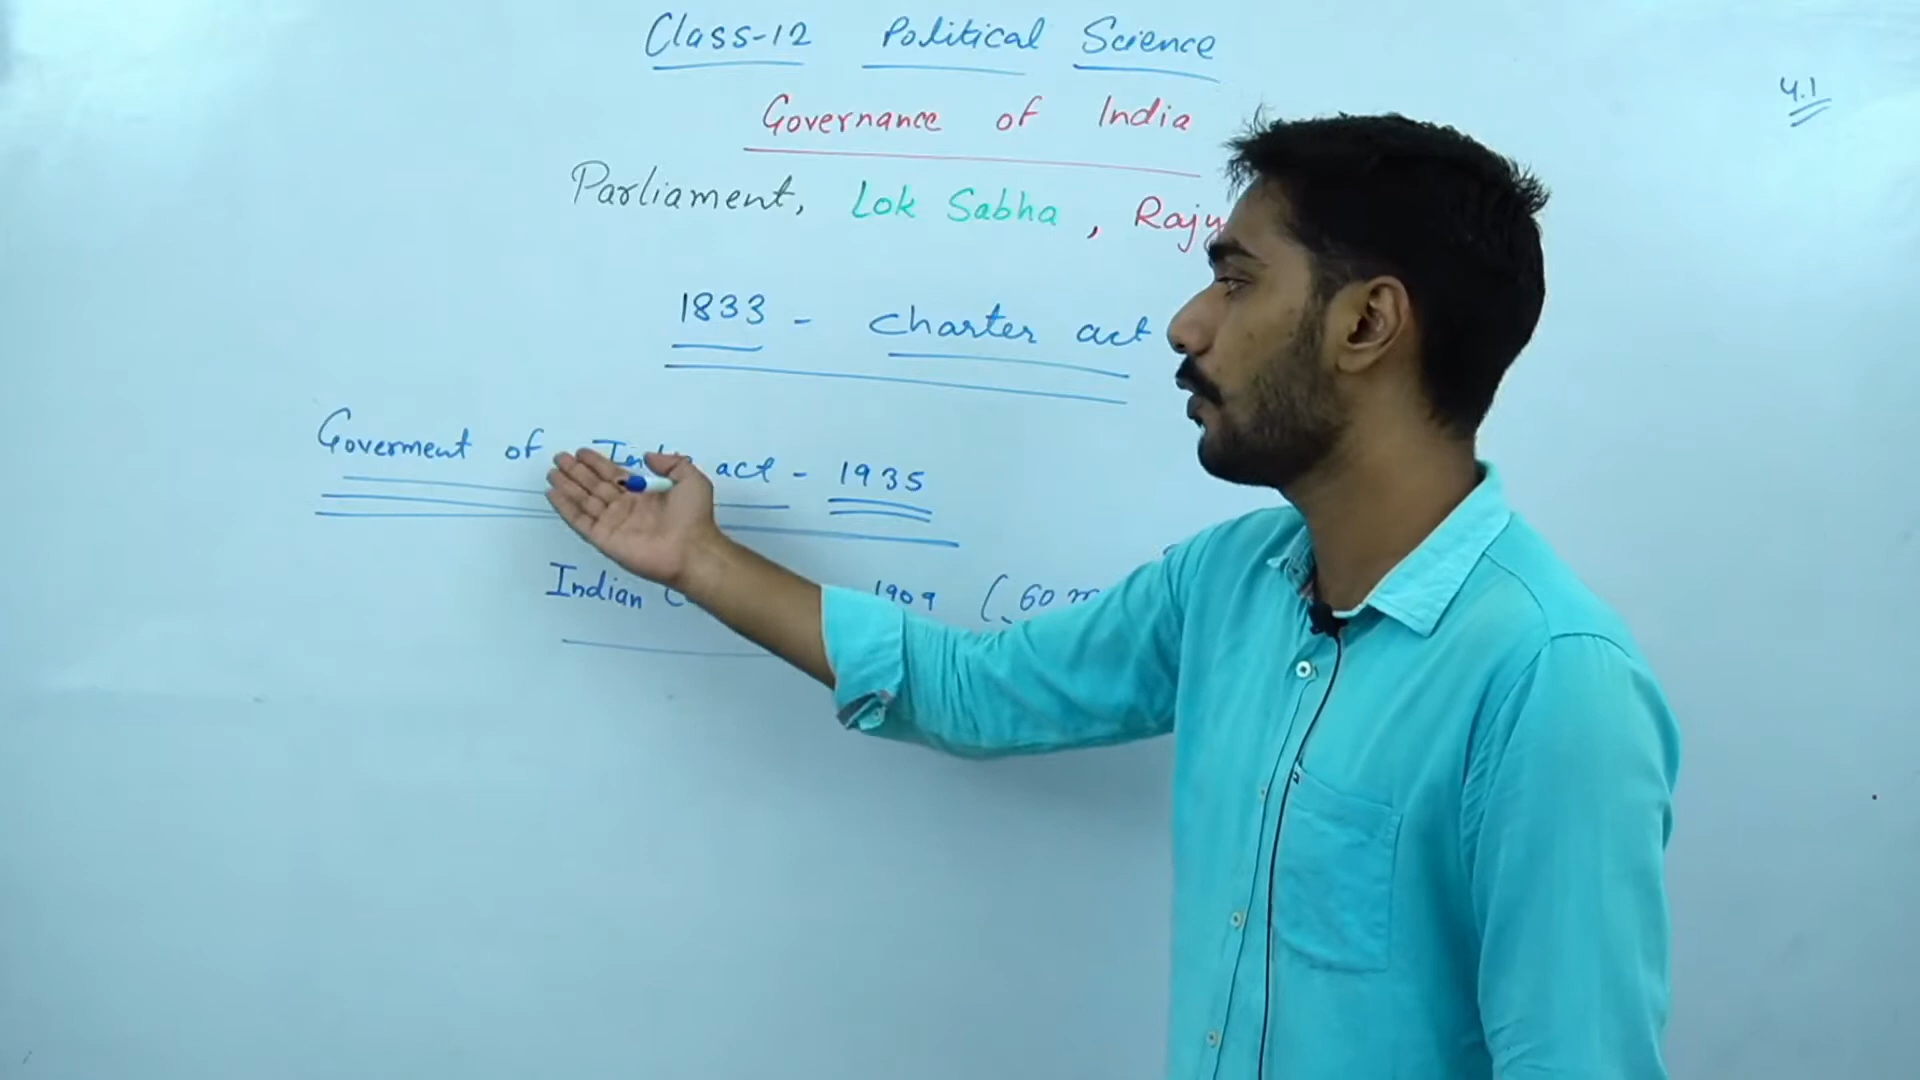 Class-12 Political Science
4.1
Governance of India
Parliament, Lok Sabha, Rajy
1833 - Charter act
Goverment of act - 1935
Indian 1909 (60 m